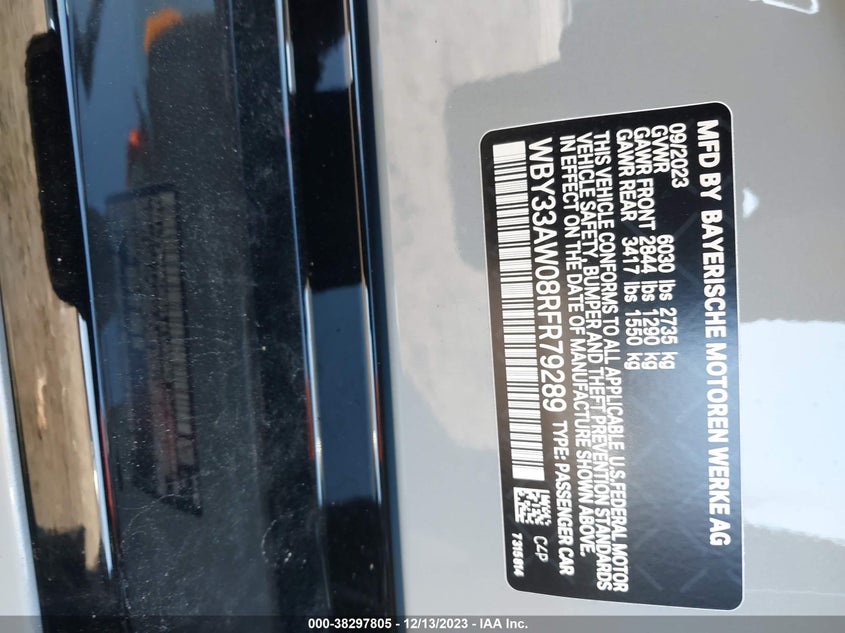 MFD BY BAYERISCHE MOTOREN WERKE AG
09/2023
GVWR 6030 lbs 2735 kg
GAWR FRONT 2844 lbs 1290 kg
GAWR REAR 3417 lbs 1550 kg
THIS VEHICLE CONFORMS TO ALL APPLICABLE U.S. FEDERAL MOTOR
VEHICLE SAFETY, BUMPER AND THEFT PREVENTION STANDARDS
IN EFFECT ON THE DATE OF MANUFACTURE SHOWN ABOVE.
WBY33AW08RFR79289 TYPE: PASSENGER CAR
C4P
7315614
000-38297805 - 12/13/2023 - IAA Inc.